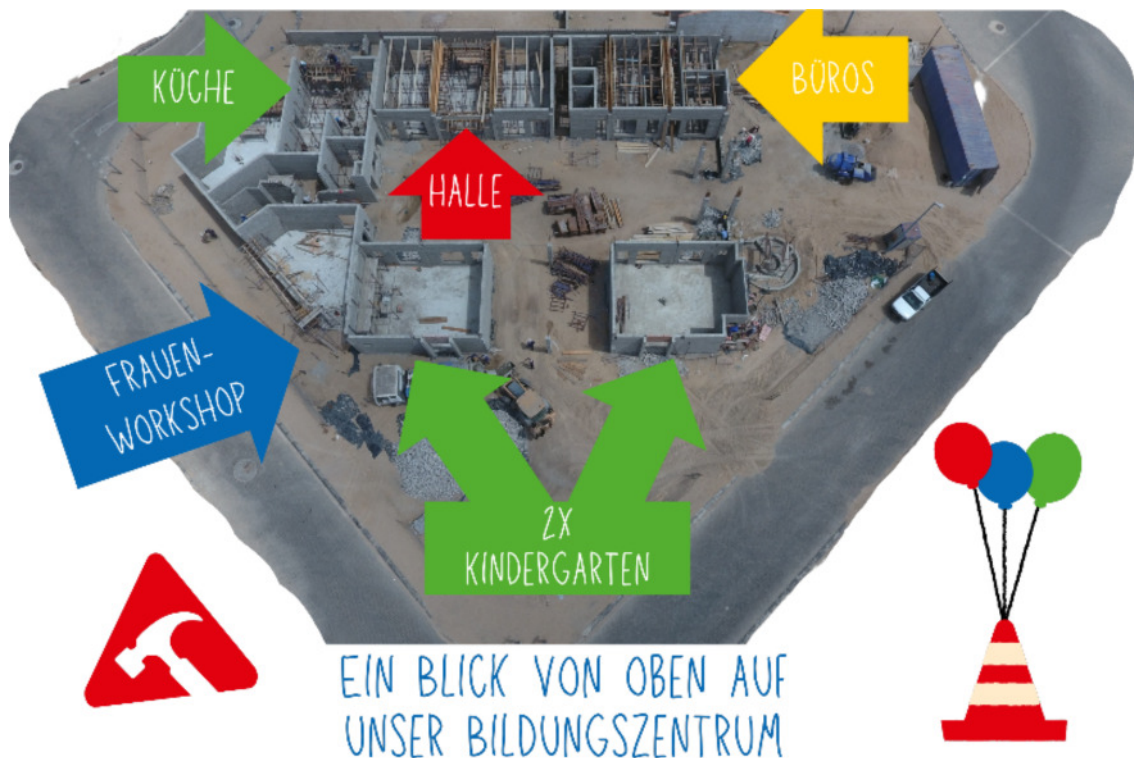 KÜCHE
BÜROS
HALLE
FRAUEN-
WORKSHOP
2X
KINDERGARTEN
EIN BLICK VON OBEN AUF
UNSER BILDUNGSZENTRUM